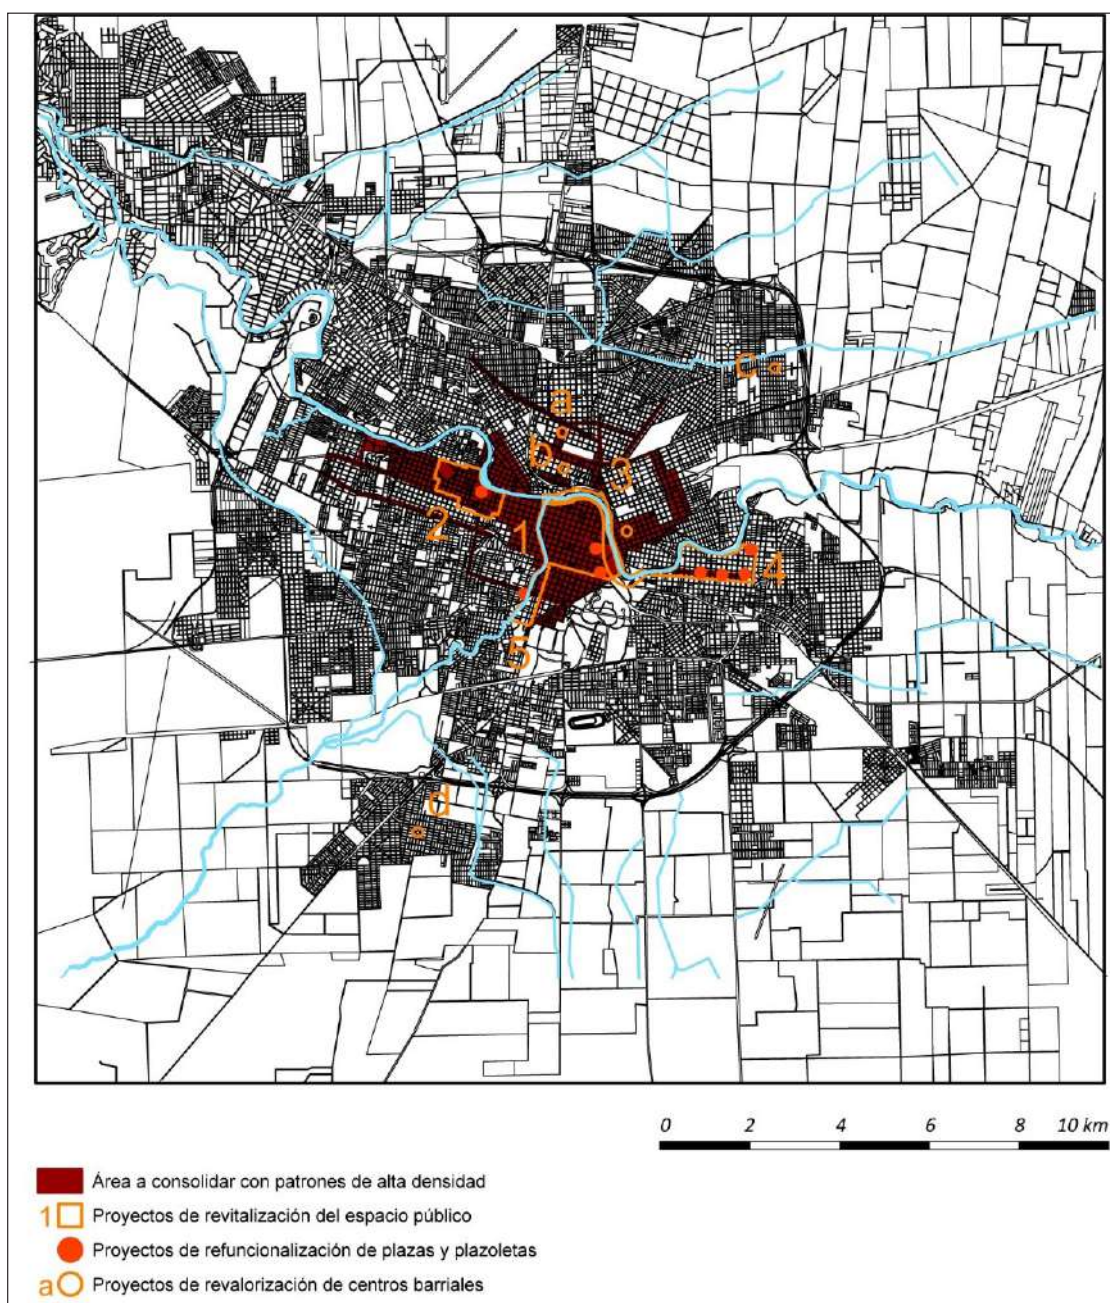 c
a
b
3
2
1
4
5
d
0 2 4 6 8 10 km
Área a consolidar con patrones de alta densidad
1 Proyectos de revitalización del espacio público
Proyectos de refuncionalización de plazas y plazoletas
a Proyectos de revalorización de centros barriales